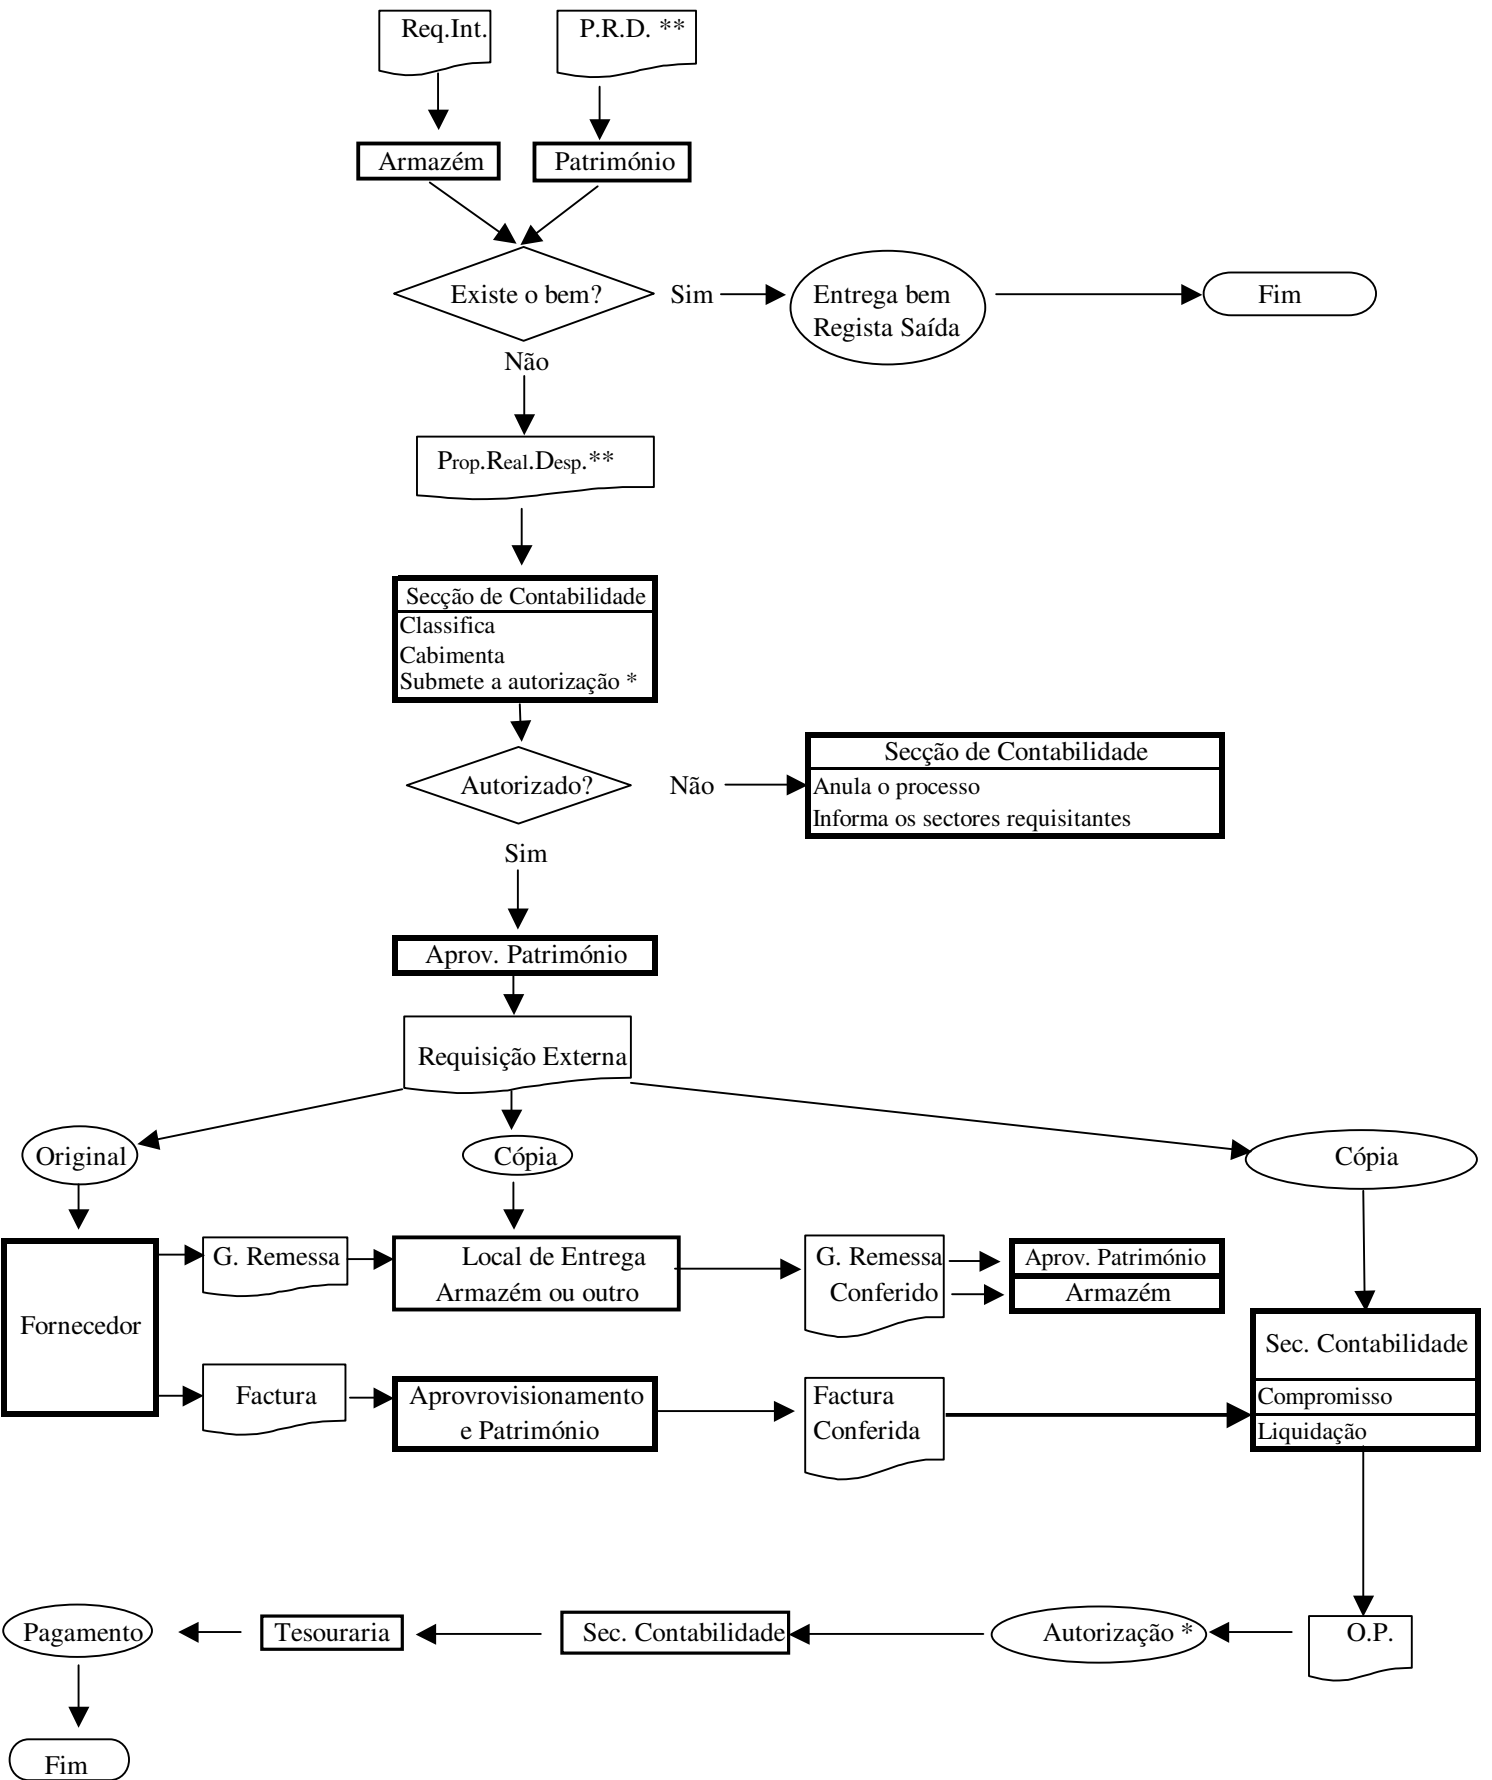 Req.Int.
P.R.D. **
Armazém
Património
Existe o bem?
Sim
Entrega bem
Regista Saída
Fim
Não
Prop.Real.Desp.**
Secção de Contabilidade
Classifica
Cabimenta
Submete a autorização *
Autorizado?
Não
Secção de Contabilidade
Anula o processo
Informa os sectores requisitantes
Sim
Aprov. Património
Requisição Externa
Original
Cópia
Cópia
Fornecedor
G. Remessa
Local de Entrega
Armazém ou outro
G. Remessa
Conferido
Aprov. Património
Armazém
Factura
Aprovrovisionamento
e Património
Factura
Conferida
Sec. Contabilidade
Compromisso
Liquidação
Pagamento
Tesouraria
Sec. Contabilidade
Autorização *
O.P.
Fim